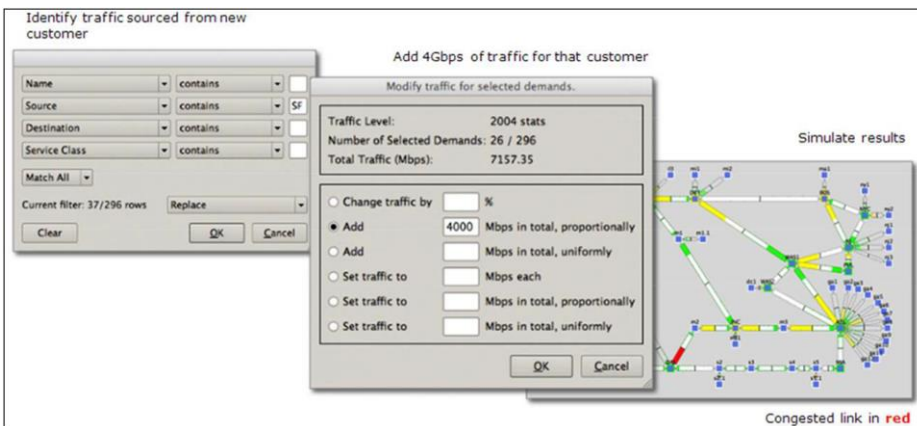 Identify traffic sourced from new
customer
Name contains
Source contains SF
Destination contains
Service Class contains
Match All
Current filter: 37/296 rows Replace
Clear OK Cancel
Add 4Gbps of traffic for that customer
Modify traffic for selected demands.
Traffic Level: 2004 stats
Number of Selected Demands: 26 / 296
Total Traffic (Mbps): 7157.35
Change traffic by %
Add 4000 Mbps in total, proportionally
Add Mbps in total, uniformly
Set traffic to Mbps each
Set traffic to Mbps in total, proportionally
Set traffic to Mbps in total, uniformly
OK Cancel
Simulate results
Congested link in red